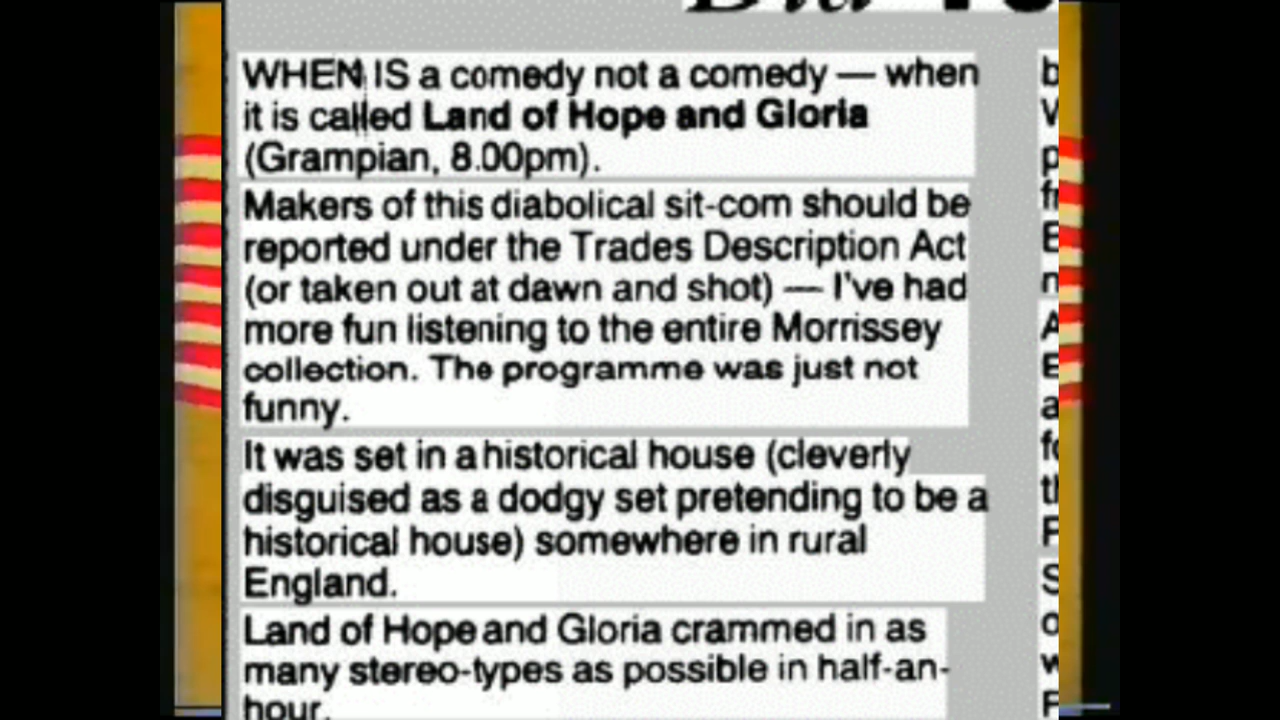 WHEN IS a comedy not a comedy — when
it is called Land of Hope and Gloria
(Grampian, 8.00pm).
Makers of this diabolical sit-com should be
reported under the Trades Description Act
(or taken out at dawn and shot) — I've had
more fun listening to the entire Morrissey
collection. The programme was just not
funny.
It was set in a historical house (cleverly
disguised as a dodgy set pretending to be a
historical house) somewhere in rural
England.
Land of Hope and Gloria crammed in as
many stereo-types as possible in half-an-
hour.